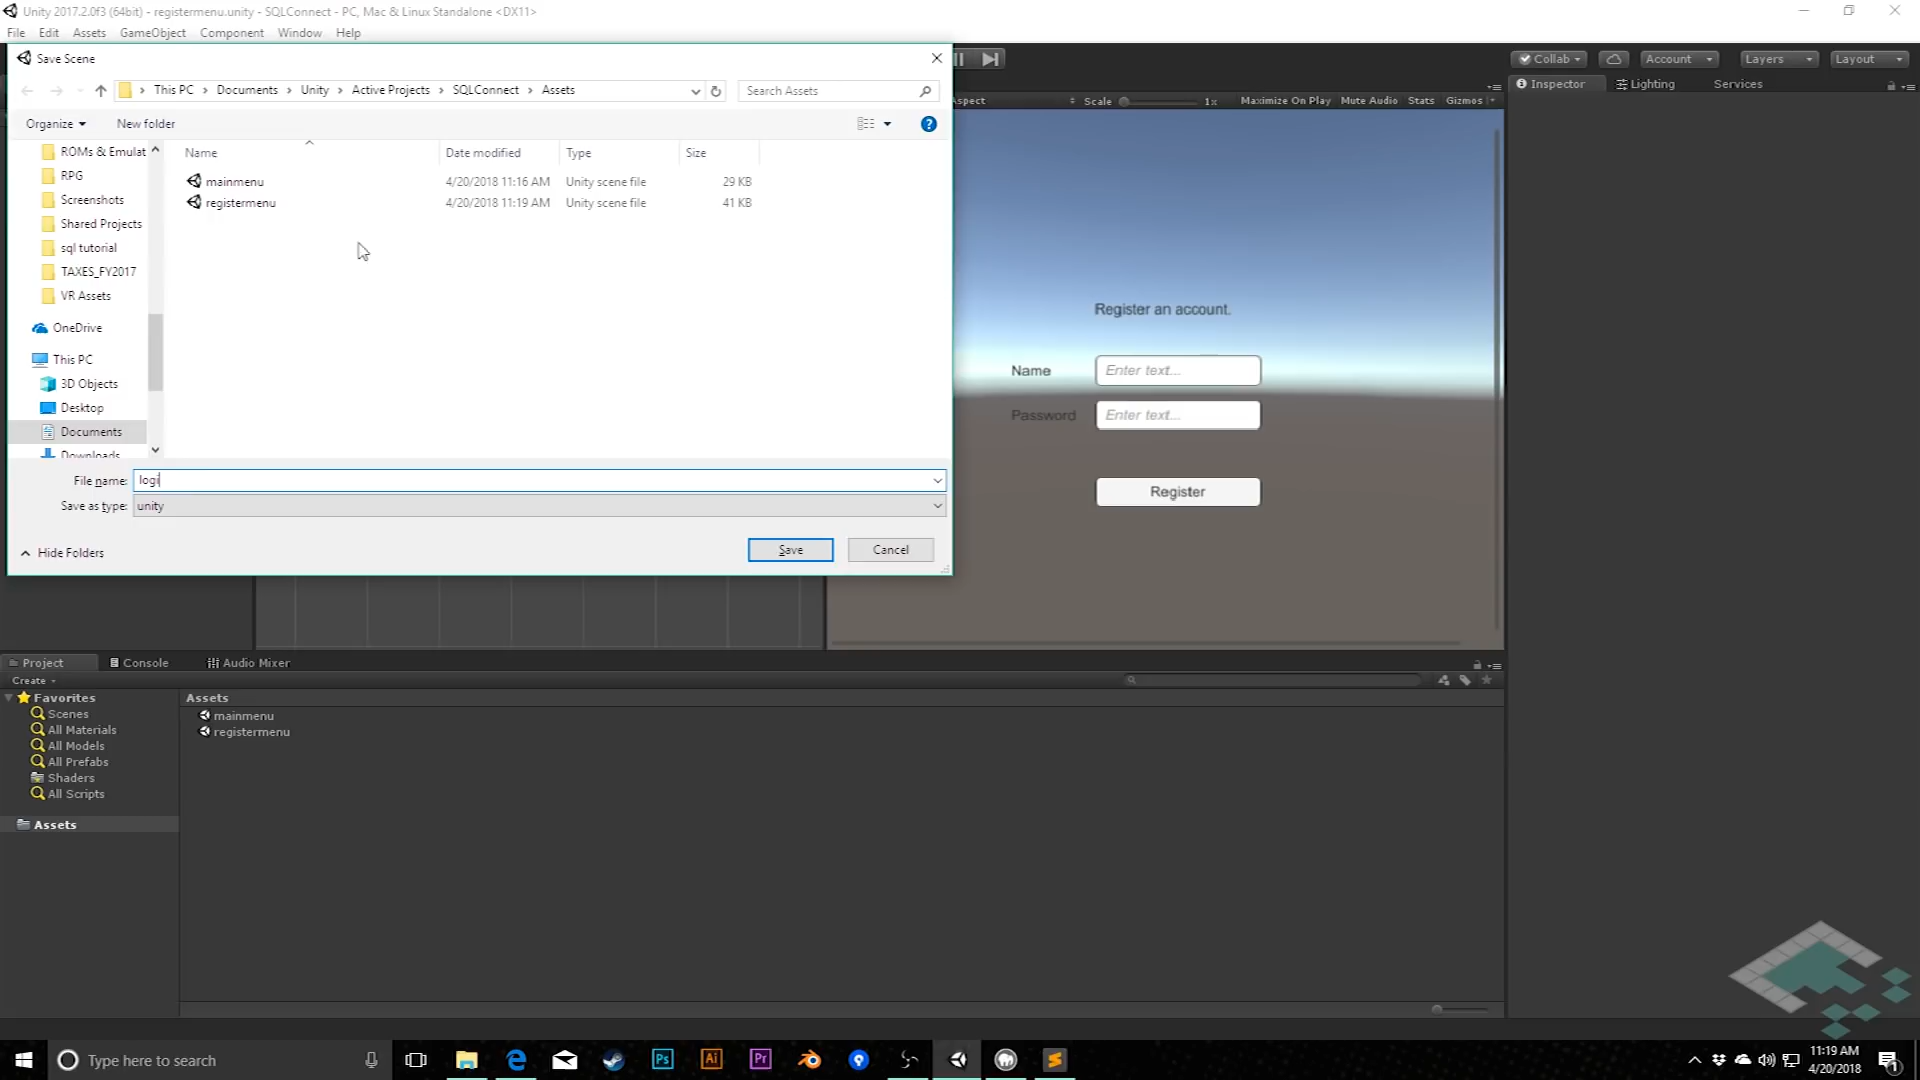 Unity 2017.2.0f3 (64bit) - registermenu.unity - SQLConnect - PC, Mac & Linux Standalone <DX11>
File Edit Assets GameObject Component Window Help
Save Scene
This PC > Documents > Unity > Active Projects > SQLConnect > Assets
Search Assets
Organize
New folder
Name Date modified Type Size
mainmenu 4/20/2018 11:16 AM Unity scene file 29 KB
registermenu 4/20/2018 11:19 AM Unity scene file 41 KB
ROMs & Emulat
RPG
Screenshots
Shared Projects
sql tutorial
TAXES_FY2017
VR Assets
OneDrive
This PC
3D Objects
Desktop
Documents
Downloads
File name: logi
Save as type: unity
Hide Folders
Save
Cancel
Collab
Account
Layers
Layout
Aspect
Scale
1x
Maximize On Play Mute Audio Stats Gizmos
Inspector
Lighting
Services
Register an account.
Name
Enter text...
Password
Enter text...
Register
Project
Console
Audio Mixer
Create
Favorites
Scenes
All Materials
All Models
All Prefabs
Shaders
All Scripts
Assets
Assets
mainmenu
registermenu
Type here to search
Ps
Ai
Pr
11:19 AM
4/20/2018
1